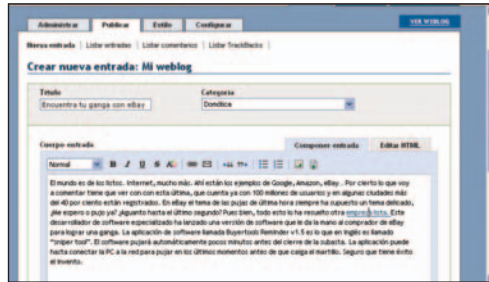 Administrar Publicar Estilo Configurar VER WEBLOG
Nueva entrada | Listar entradas | Listar comentarios | Listar TrackBacks |
Crear nueva entrada: Mi weblog
Título Categoría
Encuentra tu ganga con eBay Domótica
Cuerpo entrada Componer entrada Editar HTML
Normal B I U S
El mundo es de los listos. Internet, mucho más. Ahí están los ejemplos de Google, Amazon, eBay . Por cierto lo que voy
a comentar tiene que ver con con esta última, que cuenta ya con 100 millones de usuarios y en algunas ciudades más
del 40 por ciento están registrados. En eBay el tema de las pujas de última hora siempre ha supuesto un tema delicado,
¿Me espero o pujo ya? ¿Aguanto hasta el último segundo? Pues bien, todo esto lo ha resuelto otra empresa lista. Este
desarrollador de software especializado ha lanzado una versión de software que le da la mano al comprador de eBay
para lograr una ganga. La aplicación de software llamada Buyertools Reminder v1.5 es lo que en inglés es llamado
"sniper tool". El software pujará automáticamente pocos minutos antes del cierre de la subasta. La aplicación puede
hasta conectar la PC a la red para pujar en los últimos momentos antes de que caiga el martillo. Seguro que tiene éxito
el invento.